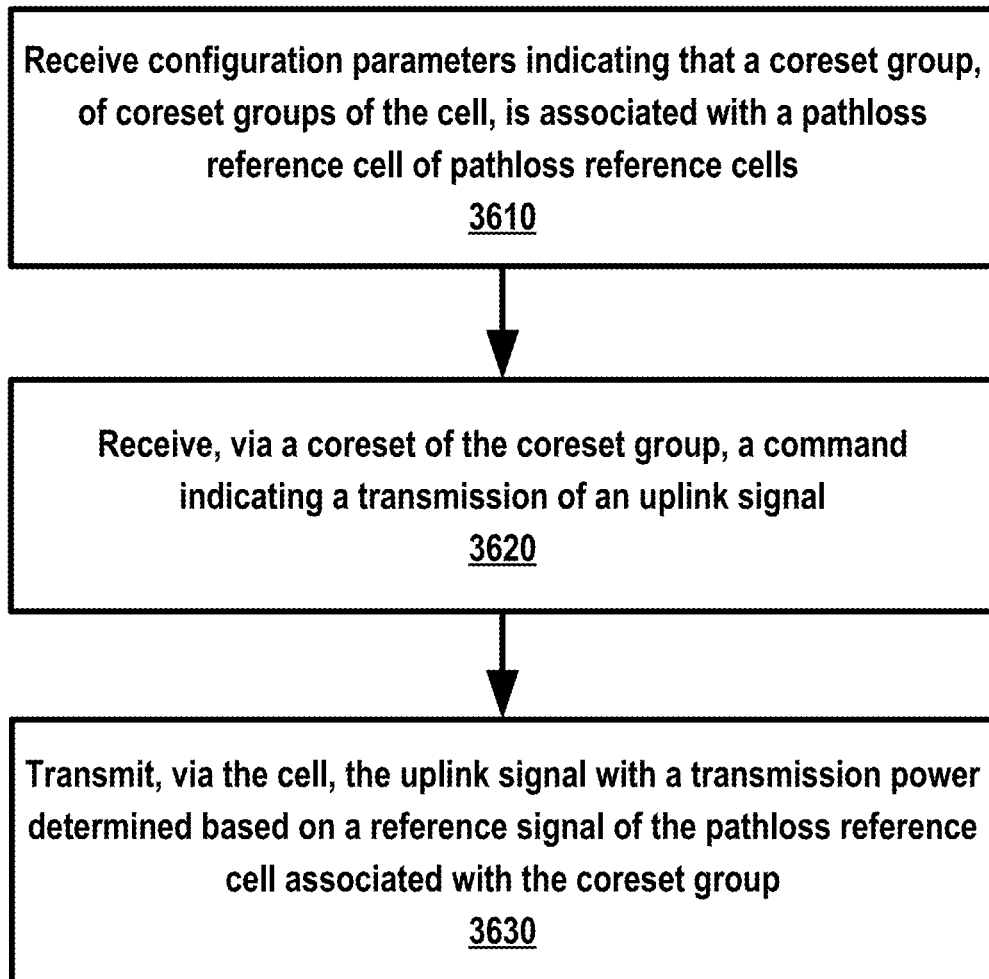 Receive configuration parameters indicating that a coreset group,
of coreset groups of the cell, is associated with a pathloss
reference cell of pathloss reference cells
3610
Receive, via a coreset of the coreset group, a command
indicating a transmission of an uplink signal
3620
Transmit, via the cell, the uplink signal with a transmission power
determined based on a reference signal of the pathloss reference
cell associated with the coreset group
3630